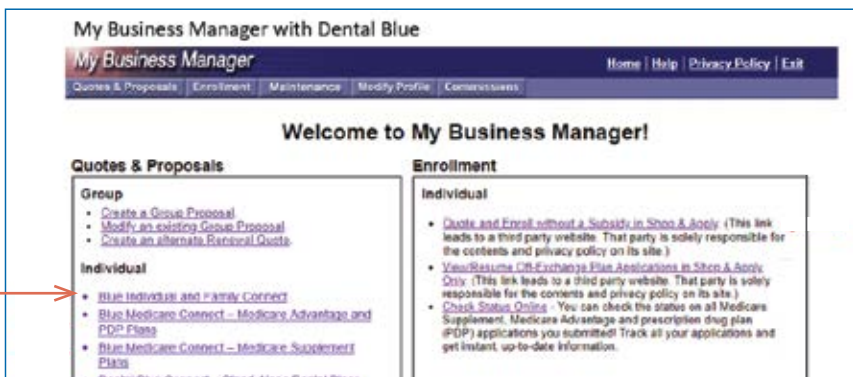 My Business Manager with Dental Blue
My Business Manager
Home | Help | Privacy Policy | Exit
Quotes & Proposals Enrollment Maintenance Modify Profile Commissions
Welcome to My Business Manager!
Quotes & Proposals
Group
• Create a Group Proposal
• Modify an existing Group Proposal
• Create an alternate Renewal Quote.
Individual
• Blue Individual and Family Connect
• Blue Medicare Connect – Medicare Advantage and
PDP Plans
• Blue Medicare Connect – Medicare Supplement
Plans
Enrollment
Individual
• Quote and Enroll without a Subsidy in Shop & Apply (This link
leads to a third party website. That party is solely responsible for
the contents and privacy policy on its site.)
• View/Resume Off-Exchange Plan Applications in Shop & Apply
Only (This link leads to a third party website. That party is solely
responsible for the contents and privacy policy on its site.)
• Check Status Online - You can check the status on all Medicare
Supplement, Medicare Advantage and prescription drug plan
(PDP) applications you submitted! Track all your applications and
get instant, up-to-date information.